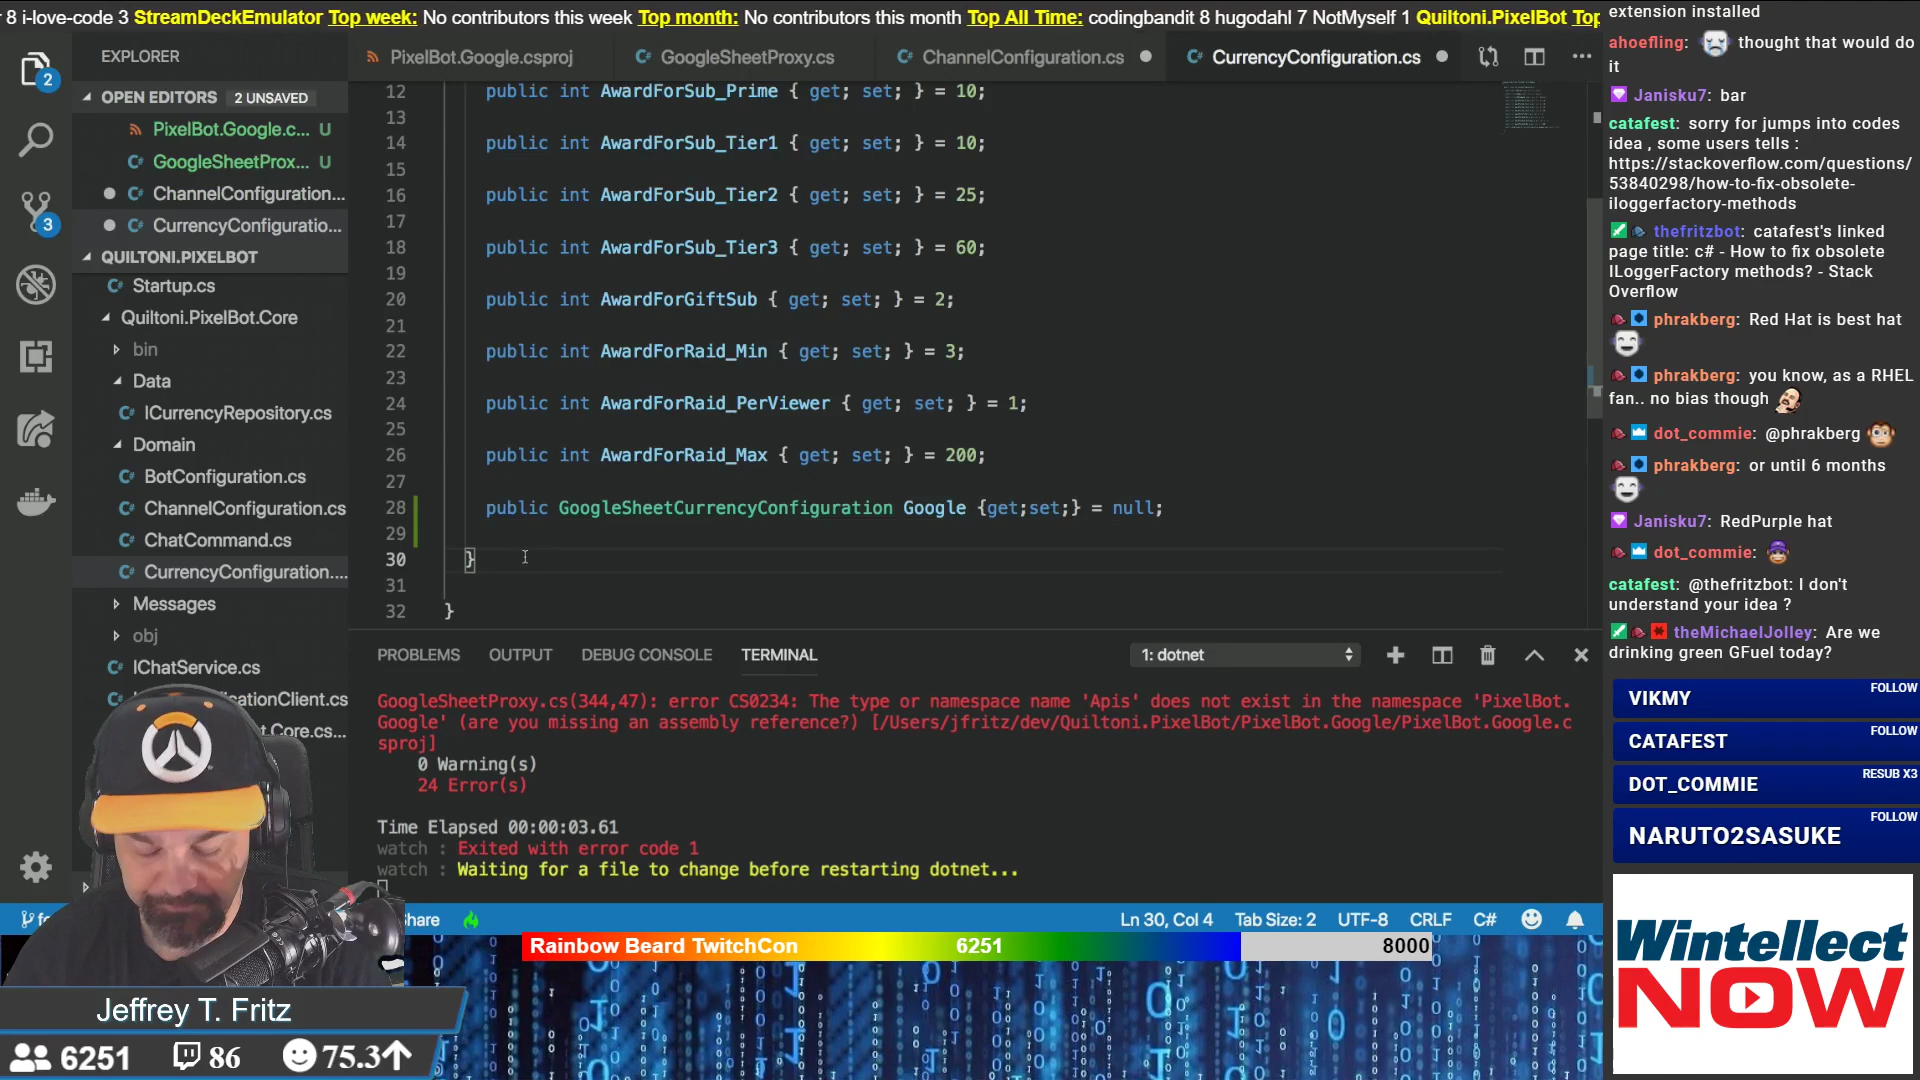 8 i-love-code 3 StreamDeckEmulator Top week: No contributors this week Top month: No contributors this month Top All Time: codingbandit 8 hugodahl 7 NotMyself 1 Quiltoni.PixelBot Top
EXPLORER
OPEN EDITORS 2 UNSAVED
PixelBot.Google.c... U
GoogleSheetProx... U
ChannelConfiguration...
CurrencyConfiguratio...
QUILTONI.PIXELBOT
Startup.cs
Quiltoni.PixelBot.Core
bin
Data
ICurrencyRepository.cs
Domain
BotConfiguration.cs
ChannelConfiguration.cs
ChatCommand.cs
CurrencyConfiguration....
Messages
obj
IChatService.cs
icationClient.cs
t.Core.cs...
2
3
PixelBot.Google.csproj
GoogleSheetProxy.cs
ChannelConfiguration.cs
CurrencyConfiguration.cs
12 public int AwardForSub_Prime { get; set; } = 10;
13
14 public int AwardForSub_Tier1 { get; set; } = 10;
15
16 public int AwardForSub_Tier2 { get; set; } = 25;
17
18 public int AwardForSub_Tier3 { get; set; } = 60;
19
20 public int AwardForGiftSub { get; set; } = 2;
21
22 public int AwardForRaid_Min { get; set; } = 3;
23
24 public int AwardForRaid_PerViewer { get; set; } = 1;
25
26 public int AwardForRaid_Max { get; set; } = 200;
27
28 public GoogleSheetCurrencyConfiguration Google {get;set;} = null;
29
30 }
31
32 }
PROBLEMS OUTPUT DEBUG CONSOLE TERMINAL 1: dotnet
GoogleSheetProxy.cs(344,47): error CS0234: The type or namespace name 'Apis' does not exist in the namespace 'PixelBot.
Google' (are you missing an assembly reference?) [/Users/jfritz/dev/Quiltoni.PixelBot/PixelBot.Google/PixelBot.Google.c
sproj]
0 Warning(s)
24 Error(s)
Time Elapsed 00:00:03.61
watch : Exited with error code 1
watch : Waiting for a file to change before restarting dotnet...
hare Ln 30, Col 4 Tab Size: 2 UTF-8 CRLF C#
Rainbow Beard TwitchCon 6251 8000
Jeffrey T. Fritz
6251 86 75.3
extension installed
ahoefling: thought that would do
it
Janisku7: bar
catafest: sorry for jumps into codes
idea , some users tells :
https://stackoverflow.com/questions/
53840298/how-to-fix-obsolete-
iloggerfactory-methods
thefritzbot: catafest's linked
page title: c# - How to fix obsolete
ILoggerFactory methods? - Stack
Overflow
phrakberg: Red Hat is best hat
phrakberg: you know, as a RHEL
fan.. no bias though
dot_commie: @phrakberg
phrakberg: or until 6 months
Janisku7: RedPurple hat
dot_commie:
catafest: @thefritzbot: I don't
understand your idea ?
theMichaelJolley: Are we
drinking green GFuel today?
VIKMY FOLLOW
CATAFEST FOLLOW
DOT_COMMIE RESUB X3
NARUTO2SASUKE FOLLOW
Wintellect
NOW